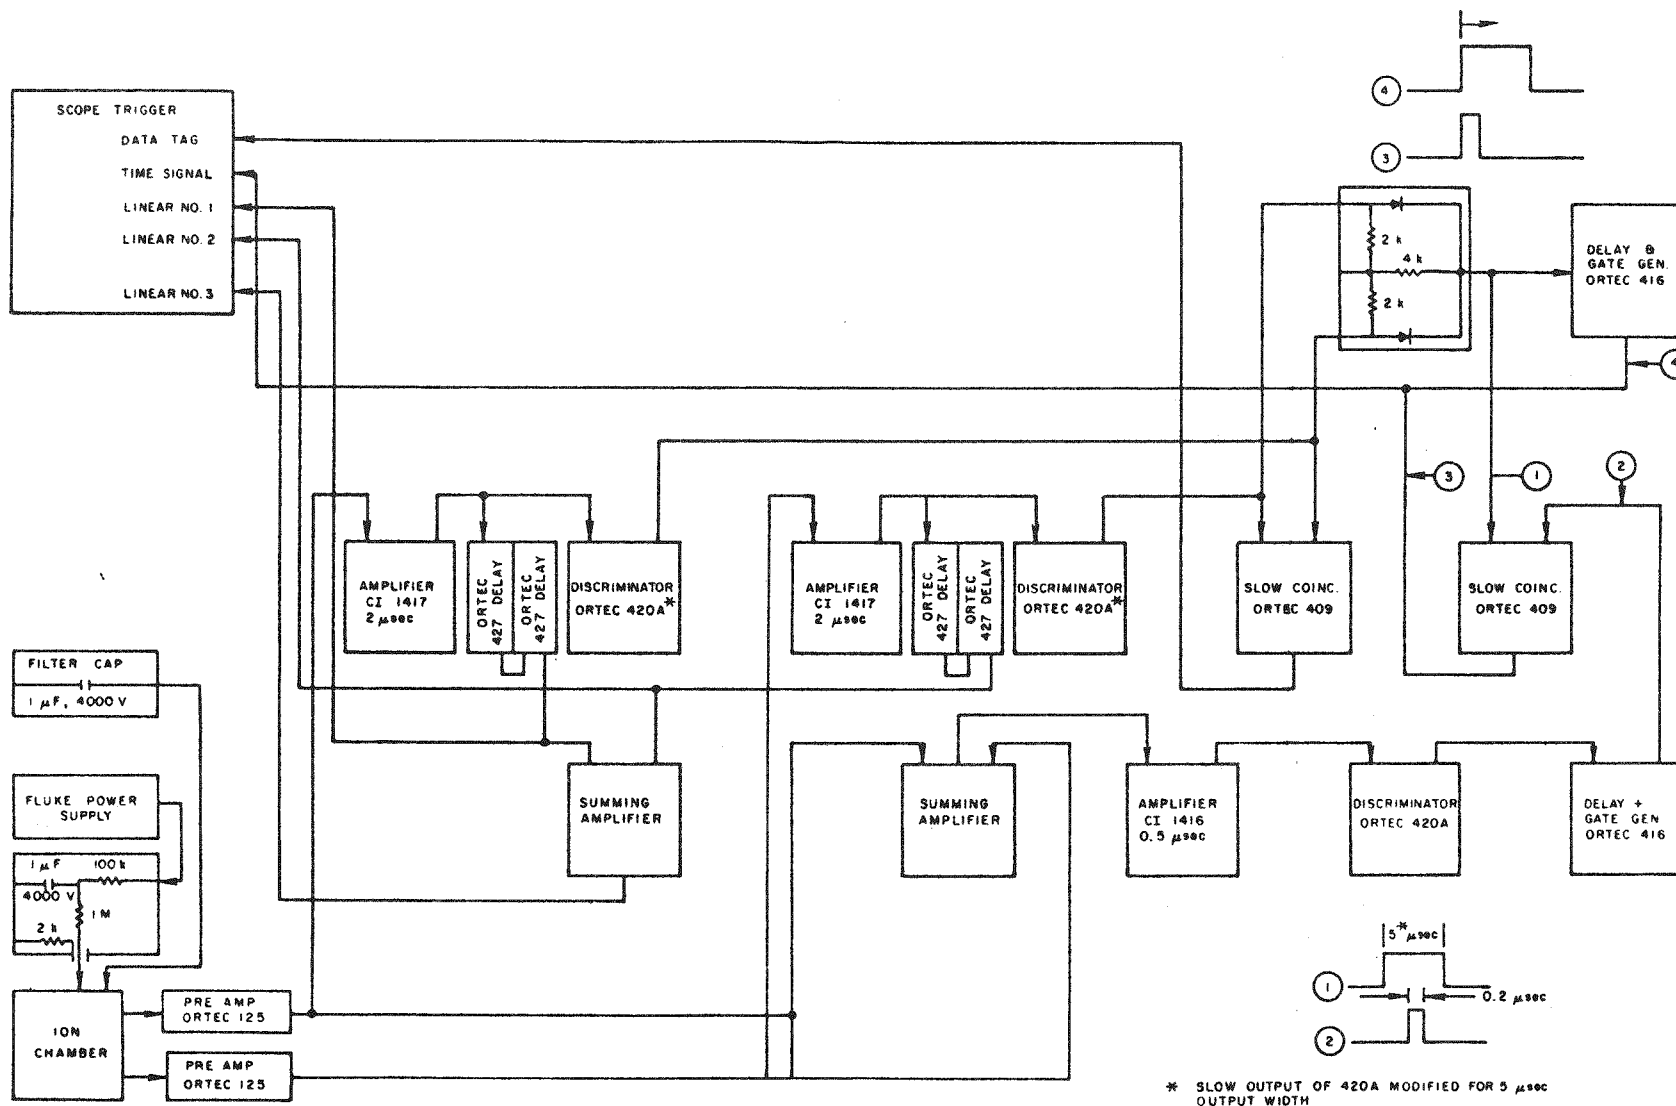 SCOPE TRIGGER
DATA TAG
TIME SIGNAL
LINEAR NO. 1
LINEAR NO. 2
LINEAR NO. 3
4
3
2 k
4 k
2 k
DELAY &
GATE GEN.
ORTEC 416
4
3
1
2
AMPLIFIER
CI 1417
2 μsec
ORTEC
427 DELAY
ORTEC
427 DELAY
DISCRIMINATOR
ORTEC 420A*
AMPLIFIER
CI 1417
2 μsec
ORTEC
427 DELAY
ORTEC
427 DELAY
DISCRIMINATOR
ORTEC 420A*
SLOW COINC.
ORTEC 409
SLOW COINC.
ORTEC 409
FILTER CAP
1 μF, 4000 V
FLUKE POWER
SUPPLY
1 μF
100 k
4000 V
1 M
2 k
SUMMING
AMPLIFIER
SUMMING
AMPLIFIER
AMPLIFIER
CI 1416
0.5 μsec
DISCRIMINATOR
ORTEC 420A
DELAY +
GATE GEN
ORTEC 416
ION
CHAMBER
PRE AMP
ORTEC 125
PRE AMP
ORTEC 125
5* μsec
1
0.2 μsec
2
* SLOW OUTPUT OF 420A MODIFIED FOR 5 μsec
OUTPUT WIDTH